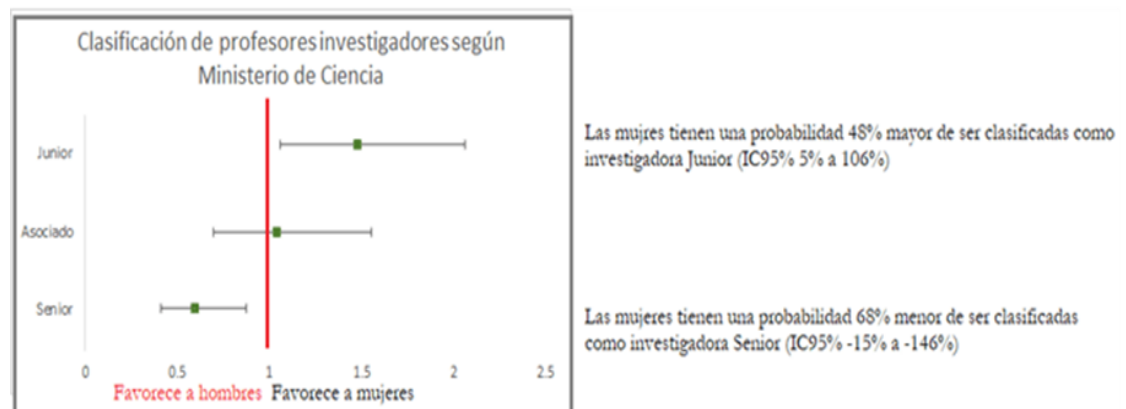 Clasificación de profesores investigadores según
Ministerio de Ciencia
Junior
Asociado
Senior
0 0.5 1 1.5 2 2.5
Favorece a hombres Favorece a mujeres
Las mujres tienen una probabilidad 48% mayor de ser clasificadas como
investigadora Junior (IC95% 5% a 106%)
Las mujeres tienen una probabilidad 68% menor de ser clasificadas
como investigadora Senior (IC95% -15% a -146%)